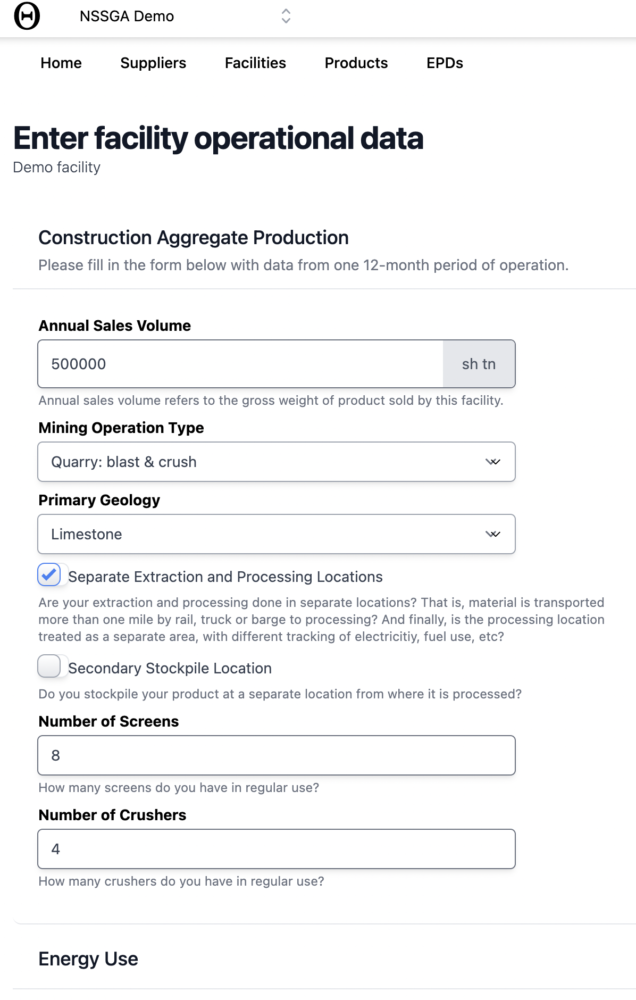 NSSGA Demo
Home Suppliers Facilities Products EPDs
Enter facility operational data
Demo facility
Construction Aggregate Production
Please fill in the form below with data from one 12-month period of operation.
Annual Sales Volume
500000 sh tn
Annual sales volume refers to the gross weight of product sold by this facility.
Mining Operation Type
Quarry: blast & crush
Primary Geology
Limestone
Separate Extraction and Processing Locations
Are your extraction and processing done in separate locations? That is, material is transported
more than one mile by rail, truck or barge to processing? And finally, is the processing location
treated as a separate area, with different tracking of electricitiy, fuel use, etc?
Secondary Stockpile Location
Do you stockpile your product at a separate location from where it is processed?
Number of Screens
8
How many screens do you have in regular use?
Number of Crushers
4
How many crushers do you have in regular use?
Energy Use